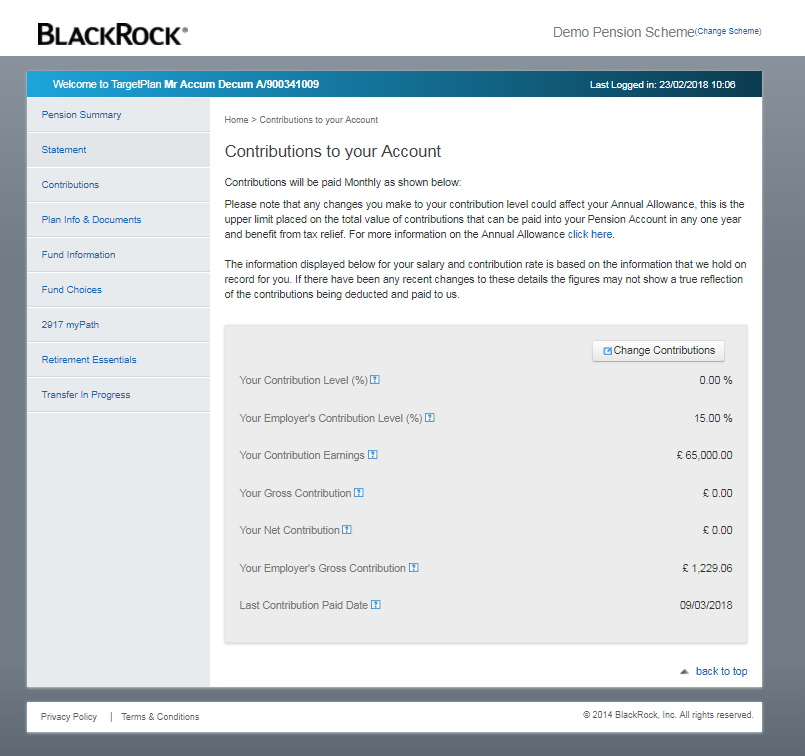 BLACKROCK®
Demo Pension Scheme(Change Scheme)
Welcome to TargetPlan Mr Accum Decum A/900341009
Last Logged in: 23/02/2018 10:06
Pension Summary
Statement
Contributions
Plan Info & Documents
Fund Information
Fund Choices
2917 myPath
Retirement Essentials
Transfer In Progress
Home > Contributions to your Account
Contributions to your Account
Contributions will be paid Monthly as shown below:
Please note that any changes you make to your contribution level could affect your Annual Allowance, this is the
upper limit placed on the total value of contributions that can be paid into your Pension Account in any one year
and benefit from tax relief. For more information on the Annual Allowance click here.
The information displayed below for your salary and contribution rate is based on the information that we hold on
record for you. If there have been any recent changes to these details the figures may not show a true reflection
of the contributions being deducted and paid to us.
Change Contributions
Your Contribution Level (%) ? 0.00 %
Your Employer's Contribution Level (%) ? 15.00 %
Your Contribution Earnings ? £ 65,000.00
Your Gross Contribution ? £ 0.00
Your Net Contribution ? £ 0.00
Your Employer's Gross Contribution ? £ 1,229.06
Last Contribution Paid Date ? 09/03/2018
back to top
Privacy Policy | Terms & Conditions
© 2014 BlackRock, Inc. All rights reserved.